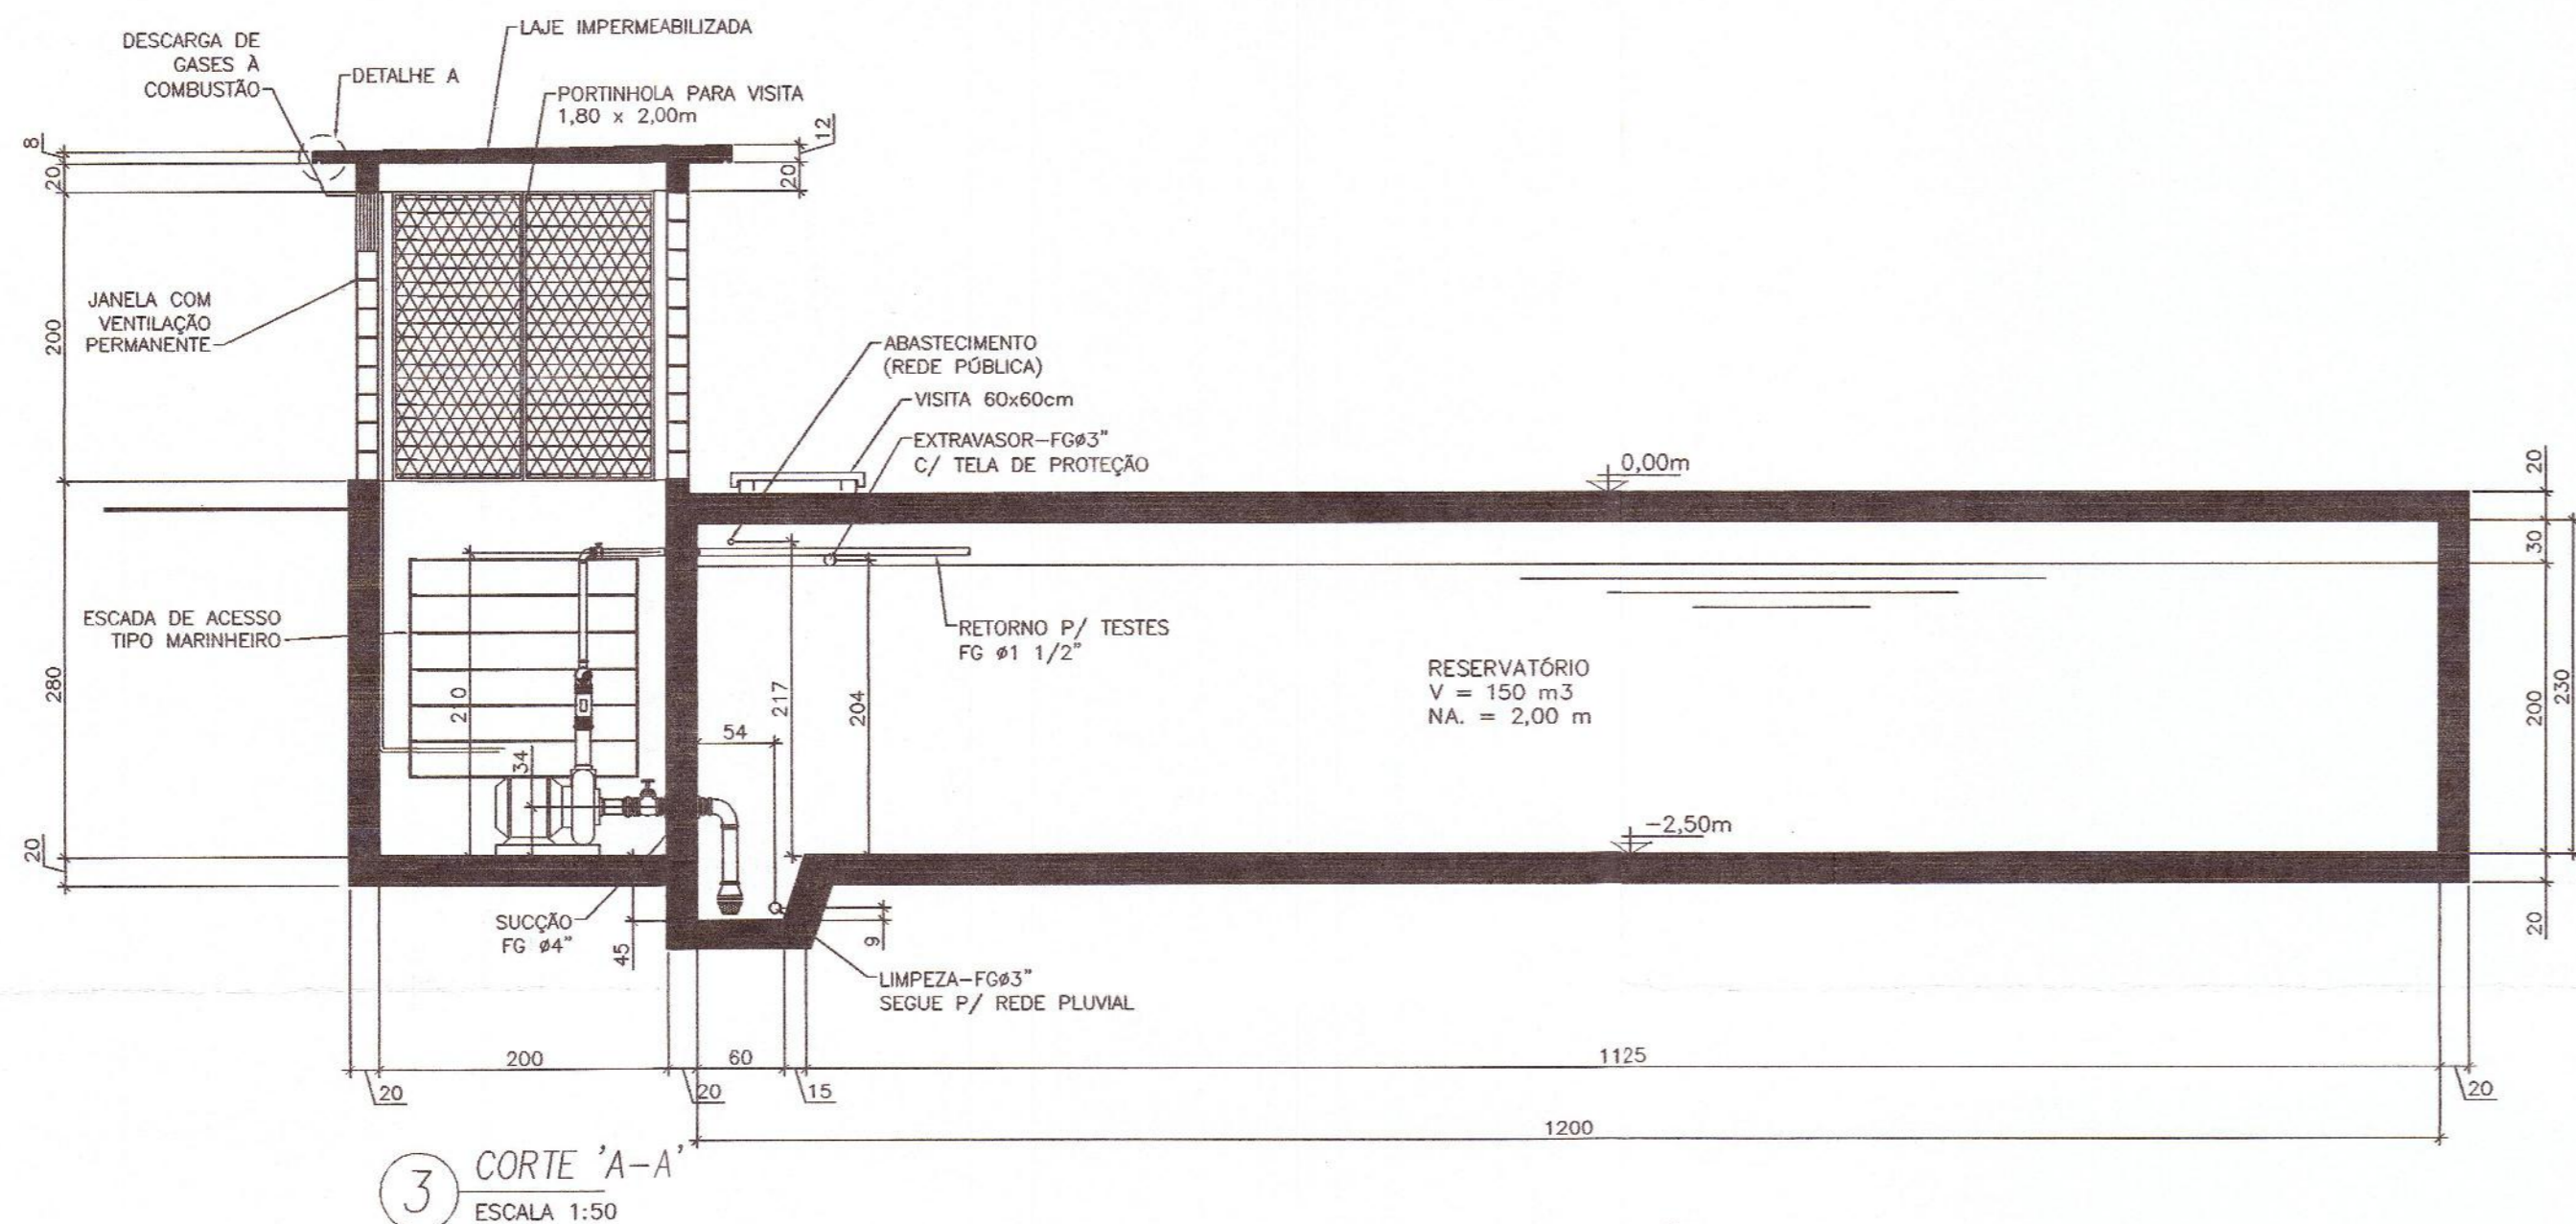 DESCARGA DE
GASES À
COMBUSTÃO
DETALHE A
LAJE IMPERMEABILIZADA
PORTINHOLA PARA VISITA
1,80 x 2,00m
8
20
12
20
JANELA COM
VENTILAÇÃO
PERMANENTE
200
ABASTECIMENTO
(REDE PÚBLICA)
VISITA 60x60cm
EXTRAVASOR-FGø3"
C/ TELA DE PROTEÇÃO
0,00m
20
30
ESCADA DE ACESSO
TIPO MARINHEIRO
280
210
34
54
217
204
RETORNO P/ TESTES
FG ø1 1/2"
RESERVATÓRIO
V = 150 m3
NA. = 2,00 m
200
230
-2,50m
20
20
SUCÇÃO
FG ø4"
45
9
LIMPEZA-FGø3"
SEGUE P/ REDE PLUVIAL
200
60
1125
20
20
15
20
1200
3
CORTE 'A-A'
ESCALA 1:50